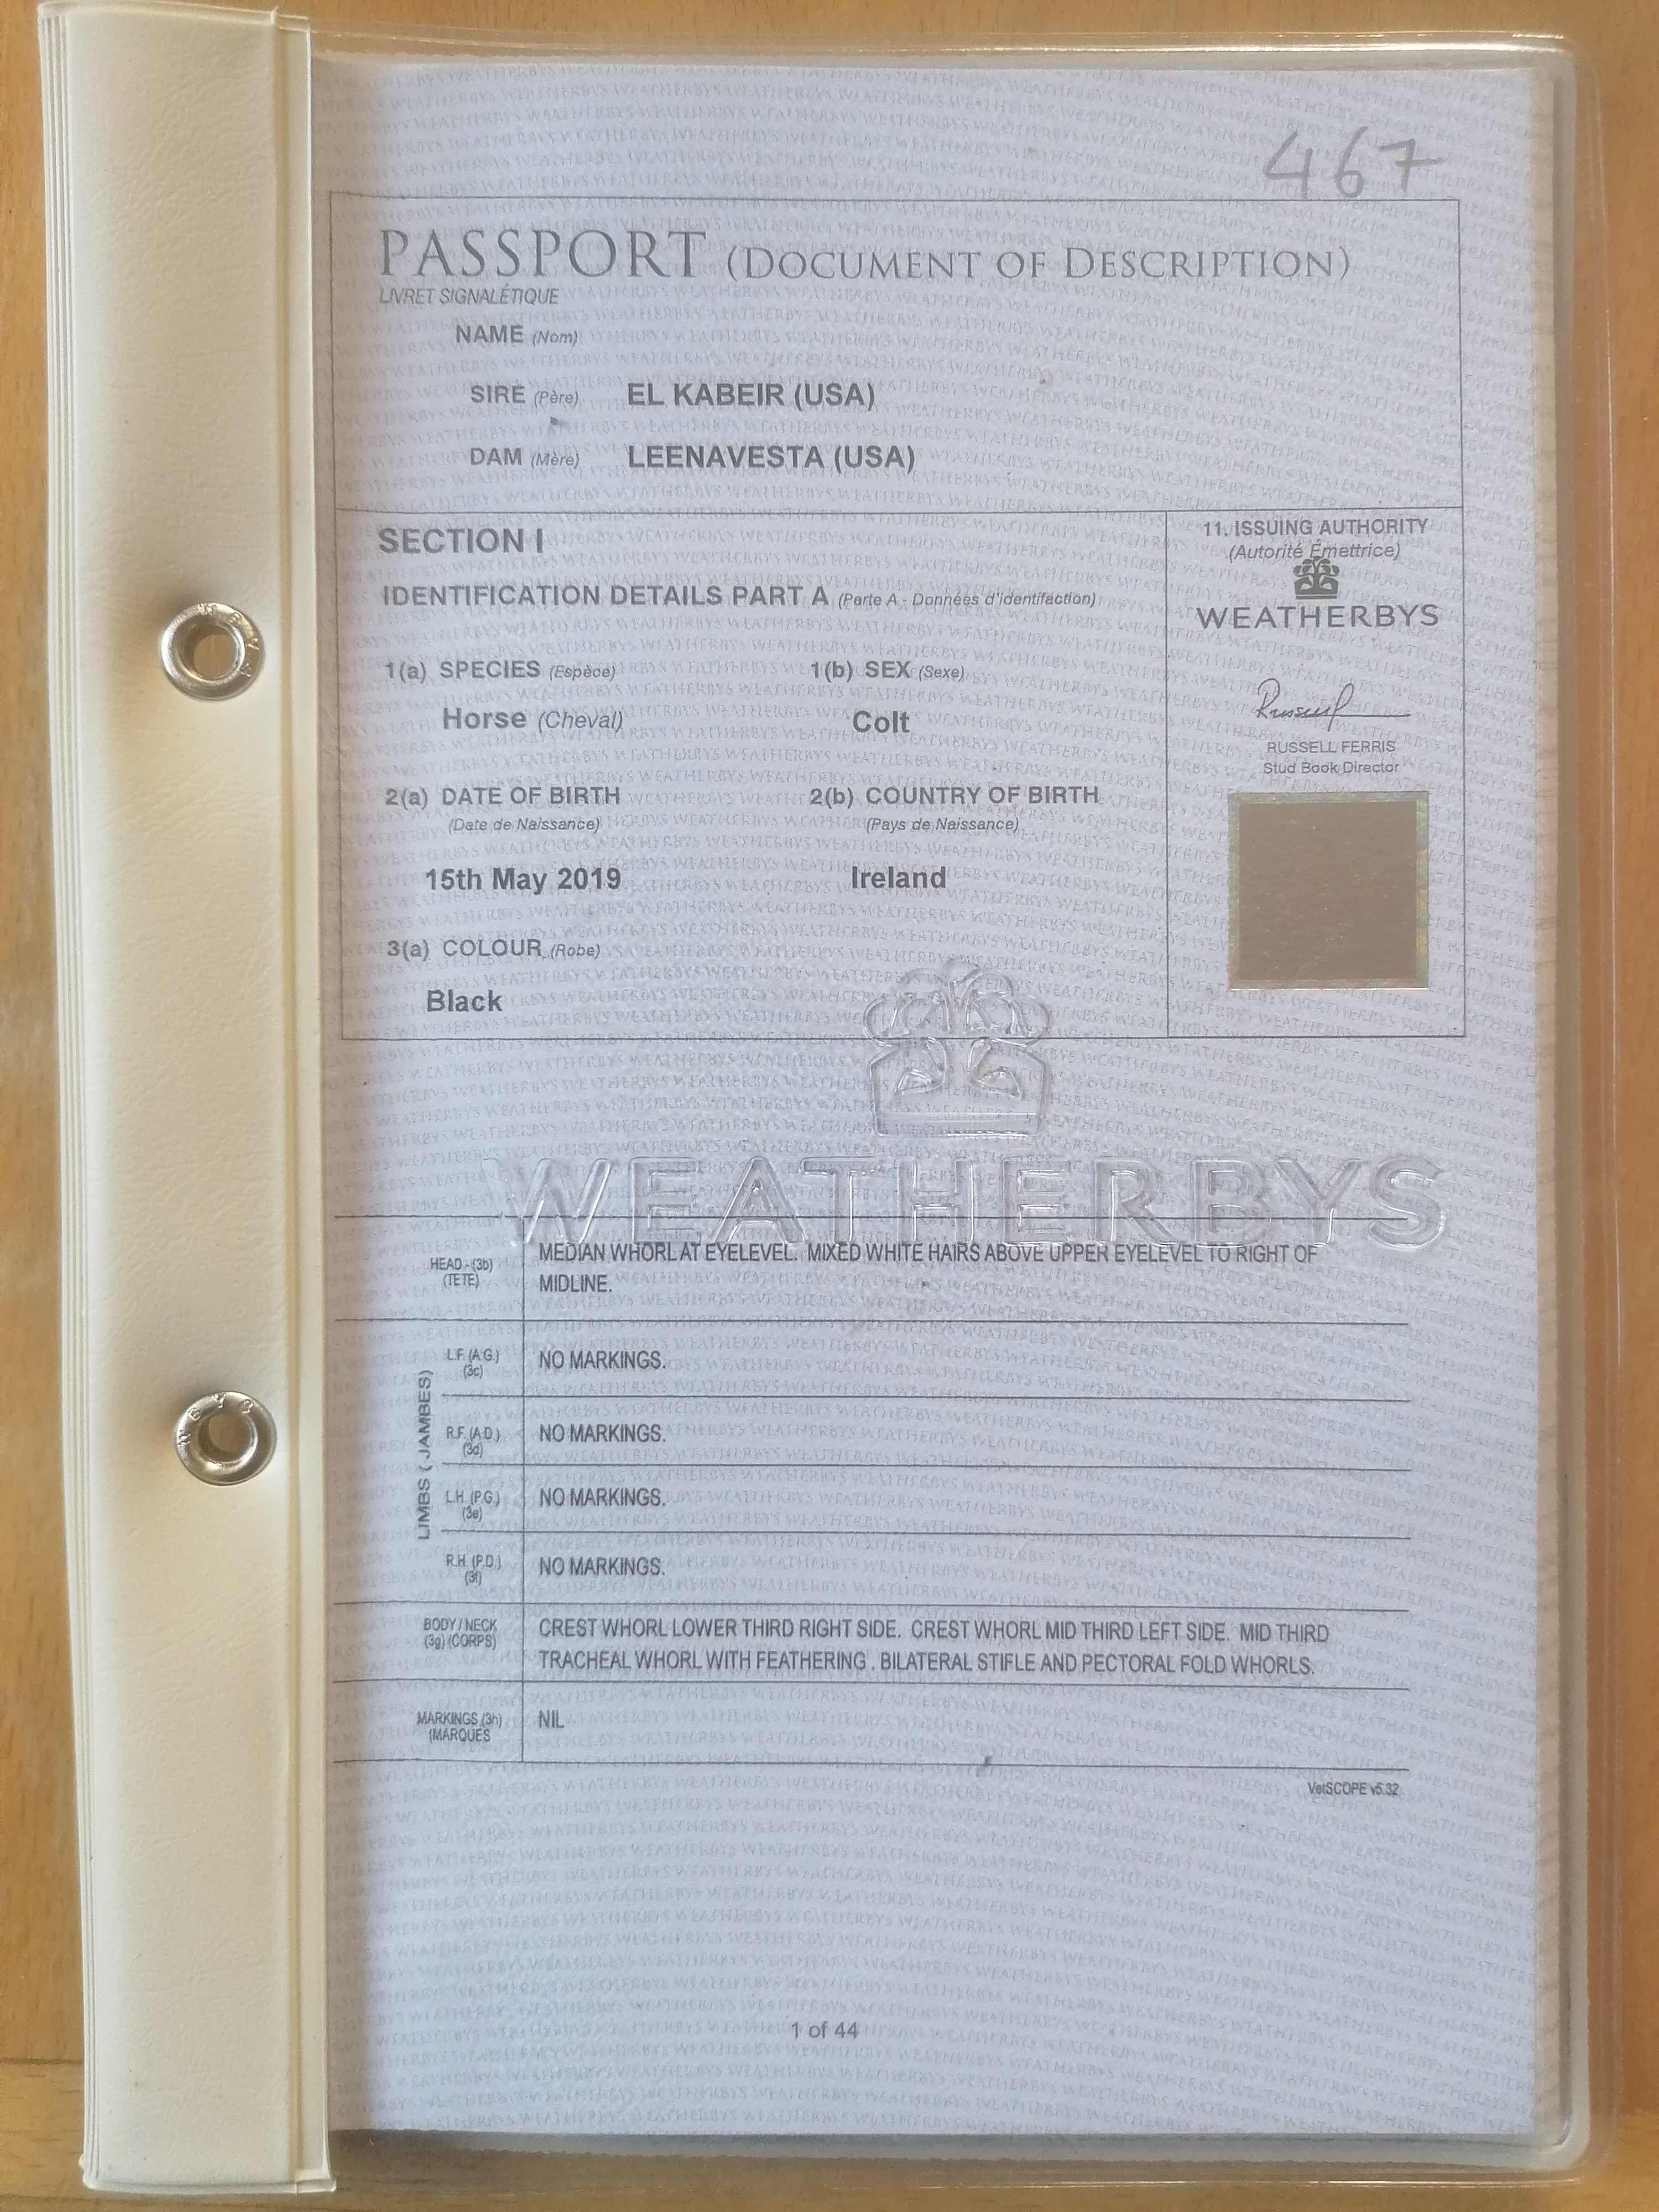 467
PASSPORT (DOCUMENT OF DESCRIPTION)
LIVRET SIGNALÉTIQUE
NAME (Nom)
SIRE (Père) EL KABEIR (USA)
DAM (Mère) LEENAVESTA (USA)
SECTION I
IDENTIFICATION DETAILS PART A (Parte A - Données d'identifaction)
11. ISSUING AUTHORITY
(Autorité Émettrice)
WEATHERBYS
1(a) SPECIES (Espèce) 1(b) SEX (Sexe)
Horse (Cheval) Colt
RUSSELL FERRIS
Stud Book Director
2(a) DATE OF BIRTH 2(b) COUNTRY OF BIRTH
(Date de Naissance) (Pays de Naissance)
15th May 2019 Ireland
3(a) COLOUR (Robe)
Black
WEATHERBYS
HEAD - (3b)
(TETE)
MEDIAN WHORL AT EYELEVEL. MIXED WHITE HAIRS ABOVE UPPER EYELEVEL TO RIGHT OF
MIDLINE.
LIMBS ( JAMBES)
L.F. (A.G.)
(3c)
NO MARKINGS.
R.F. (A.D.)
(3d)
NO MARKINGS.
L.H. (P.G.)
(3e)
NO MARKINGS.
R.H. (P.D.)
(3f)
NO MARKINGS.
BODY / NECK
(3g) (CORPS)
CREST WHORL LOWER THIRD RIGHT SIDE. CREST WHORL MID THIRD LEFT SIDE. MID THIRD
TRACHEAL WHORL WITH FEATHERING . BILATERAL STIFLE AND PECTORAL FOLD WHORLS.
MARKINGS (3h)
(MARQUES
NIL
VetSCOPE v5.32
1 of 44